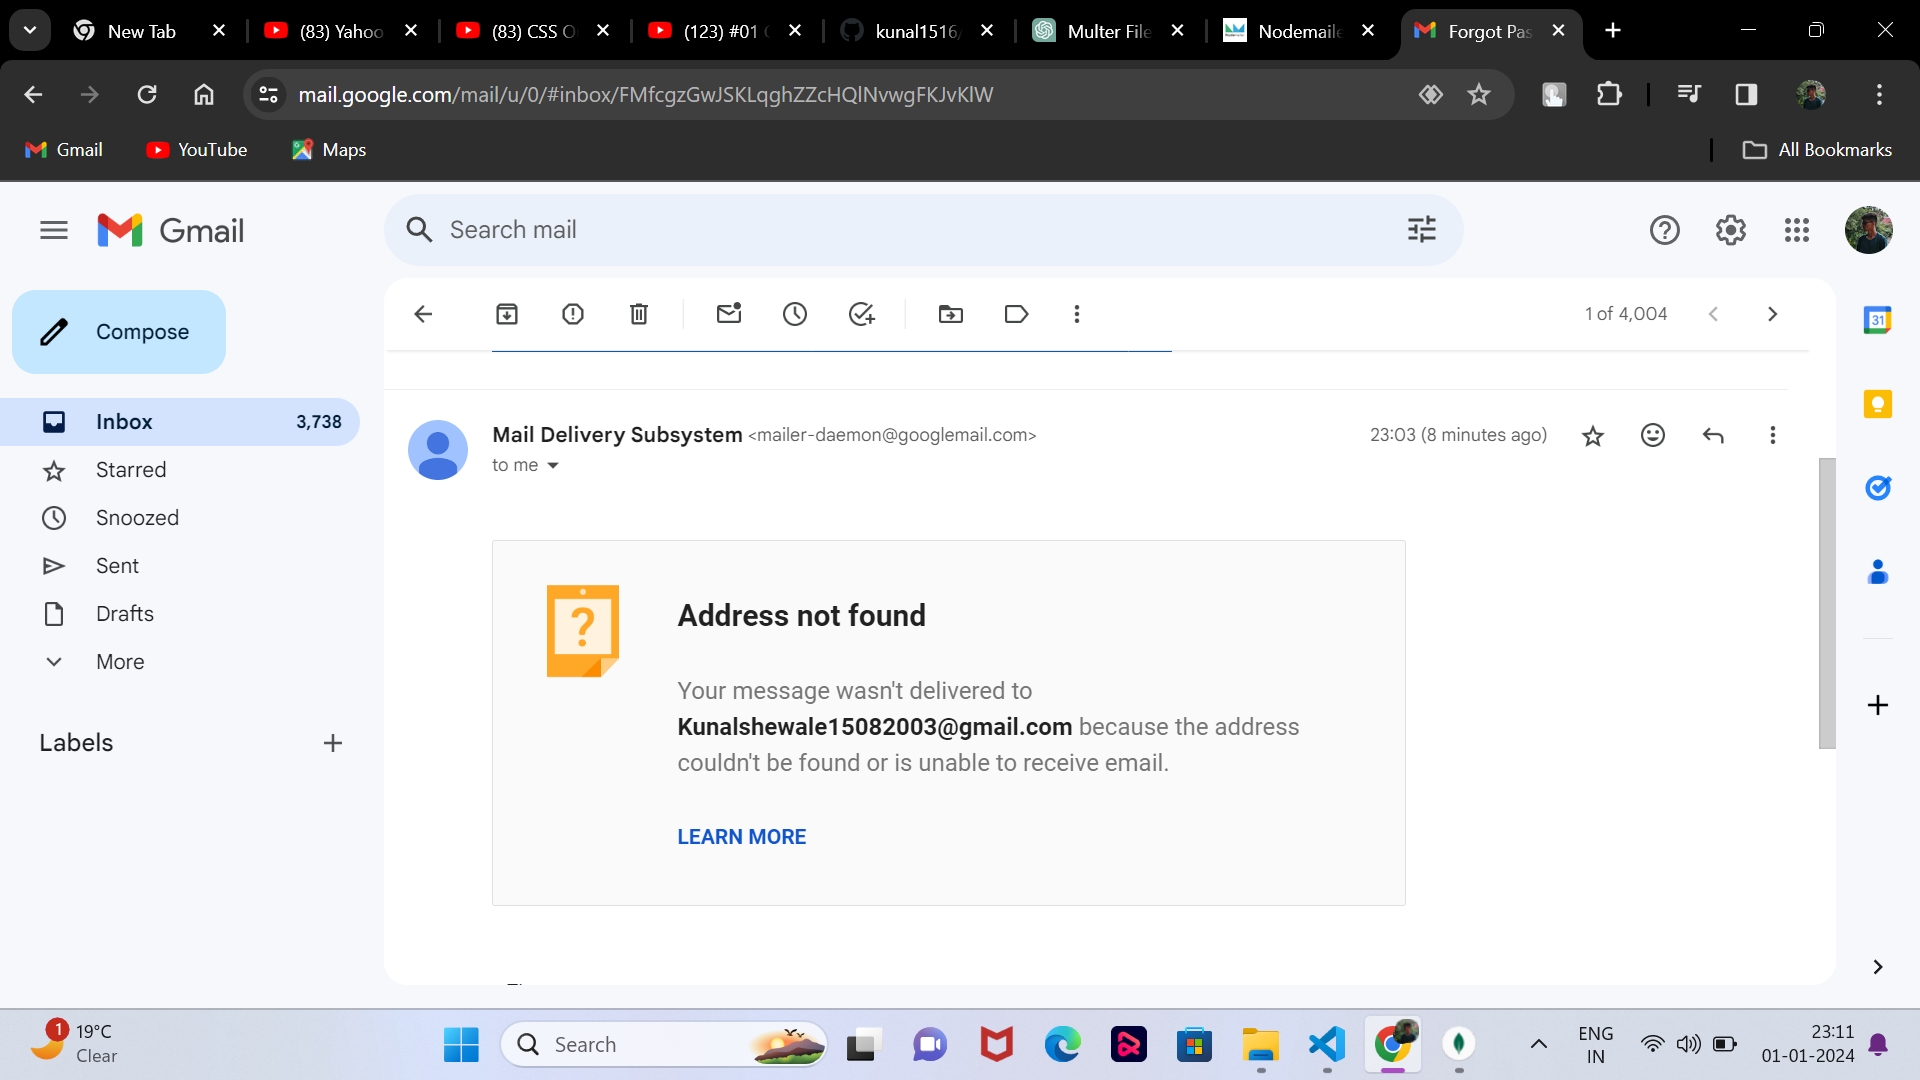 New Tab
(83) Yahoo
(83) CSS O
(123) #01
kunal1516/
Multer File
Nodemaile
Forgot Pas
mail.google.com/mail/u/0/#inbox/FMfcgzGwJSKLqghZZcHQlNvwgFKJvKlW
Gmail
YouTube
Maps
All Bookmarks
Gmail
Search mail
Compose
1 of 4,004
31
Inbox 3,738
Starred
Snoozed
Sent
Drafts
More
Labels
Mail Delivery Subsystem <mailer-daemon@googlemail.com>
23:03 (8 minutes ago)
to me
?
Address not found
Your message wasn't delivered to
Kunalshewale15082003@gmail.com because the address
couldn't be found or is unable to receive email.
LEARN MORE
1
19°C
Clear
Search
ENG
IN
23:11
01-01-2024